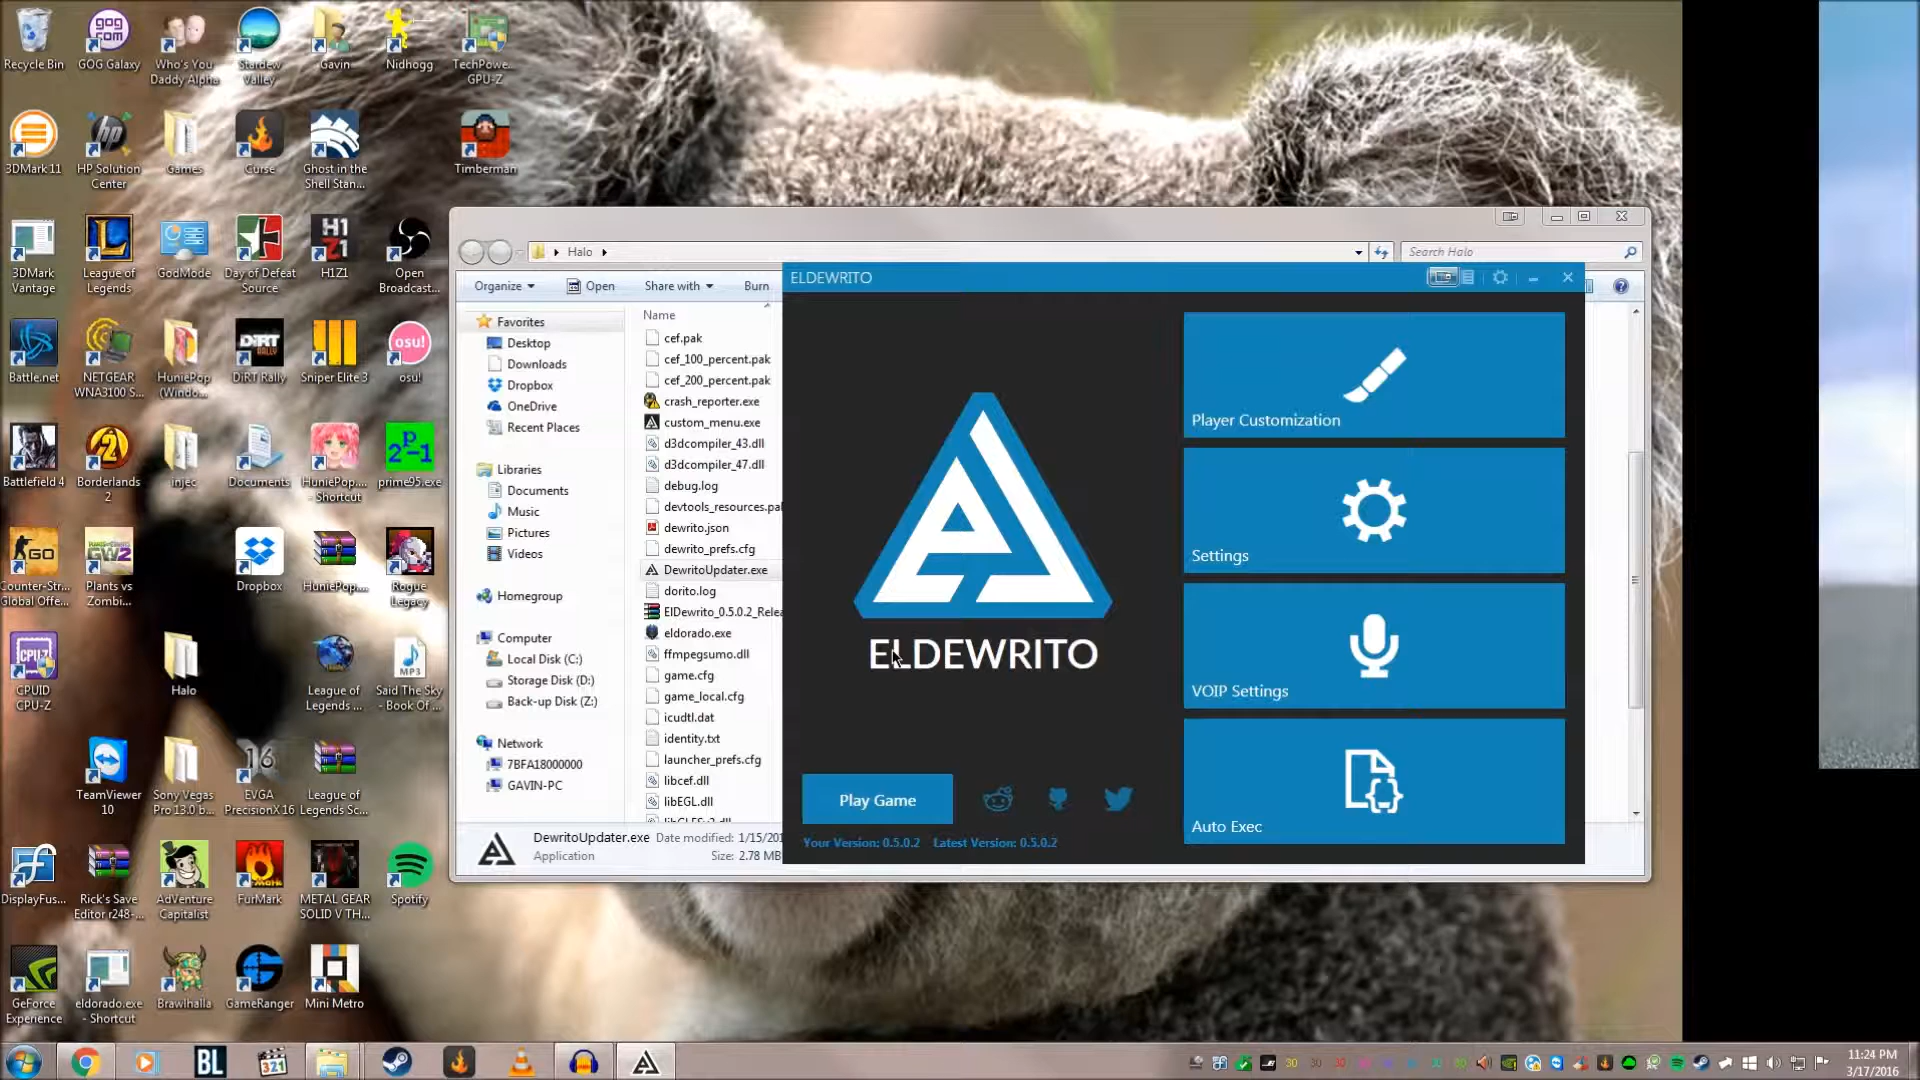 Recycle Bin
GOG Galaxy
Who's You
Daddy Alpha
Stardew
Valley
Gavin
Nidhogg
TechPowe...
GPU-Z
3DMark 11
HP Solution
Center
Games
Curse
Ghost in the
Shell Stan...
Timberman
3DMark
Vantage
League of
Legends
GodMode
Day of Defeat
Source
H1Z1
Open
Broadcast...
Battle.net
NETGEAR
WNA3100 S...
HuniePop
(Windo...
DiRT Rally
Sniper Elite 3
osu!
Battlefield 4
Borderlands
2
injec
Documents
HuniePop....
- Shortcut
prime95.exe
Counter-Str...
Global Offe...
Plants vs
Zombi...
Dropbox
HuniePop....
Rogue
Legacy
CPUID
CPU-Z
Halo
League of
Legends ...
Said The Sky
- Book Of ...
TeamViewer
10
Sony Vegas
Pro 13.0 b...
EVGA
PrecisionX 16
League of
Legends Sc...
DisplayFus...
Rick's Save
Editor r248-...
AdVenture
Capitalist
FurMark
METAL GEAR
SOLID V TH...
Spotify
GeForce
Experience
eldorado.exe
- Shortcut
Brawlhalla
GameRanger
Mini Metro
Halo
Search Halo
Organize
Open
Share with
Burn
Favorites
Desktop
Downloads
Dropbox
OneDrive
Recent Places
Libraries
Documents
Music
Pictures
Videos
Homegroup
Computer
Local Disk (C:)
Storage Disk (D:)
Back-up Disk (Z:)
Network
7BFA18000000
GAVIN-PC
Name
cef.pak
cef_100_percent.pak
cef_200_percent.pak
crash_reporter.exe
custom_menu.exe
d3dcompiler_43.dll
d3dcompiler_47.dll
debug.log
devtools_resources.pa
dewrito.json
dewrito_prefs.cfg
DewritoUpdater.exe
dorito.log
ElDewrito_0.5.0.2_Relea
eldorado.exe
ffmpegsumo.dll
game.cfg
game_local.cfg
icudtl.dat
identity.txt
launcher_prefs.cfg
libcef.dll
libEGL.dll
DewritoUpdater.exe Date modified: 1/15/201
Application Size: 2.78 MB
ELDEWRITO
ELDEWRITO
Player Customization
Settings
VOIP Settings
Auto Exec
Play Game
Your Version: 0.5.0.2 Latest Version: 0.5.0.2
11:24 PM
3/17/2016